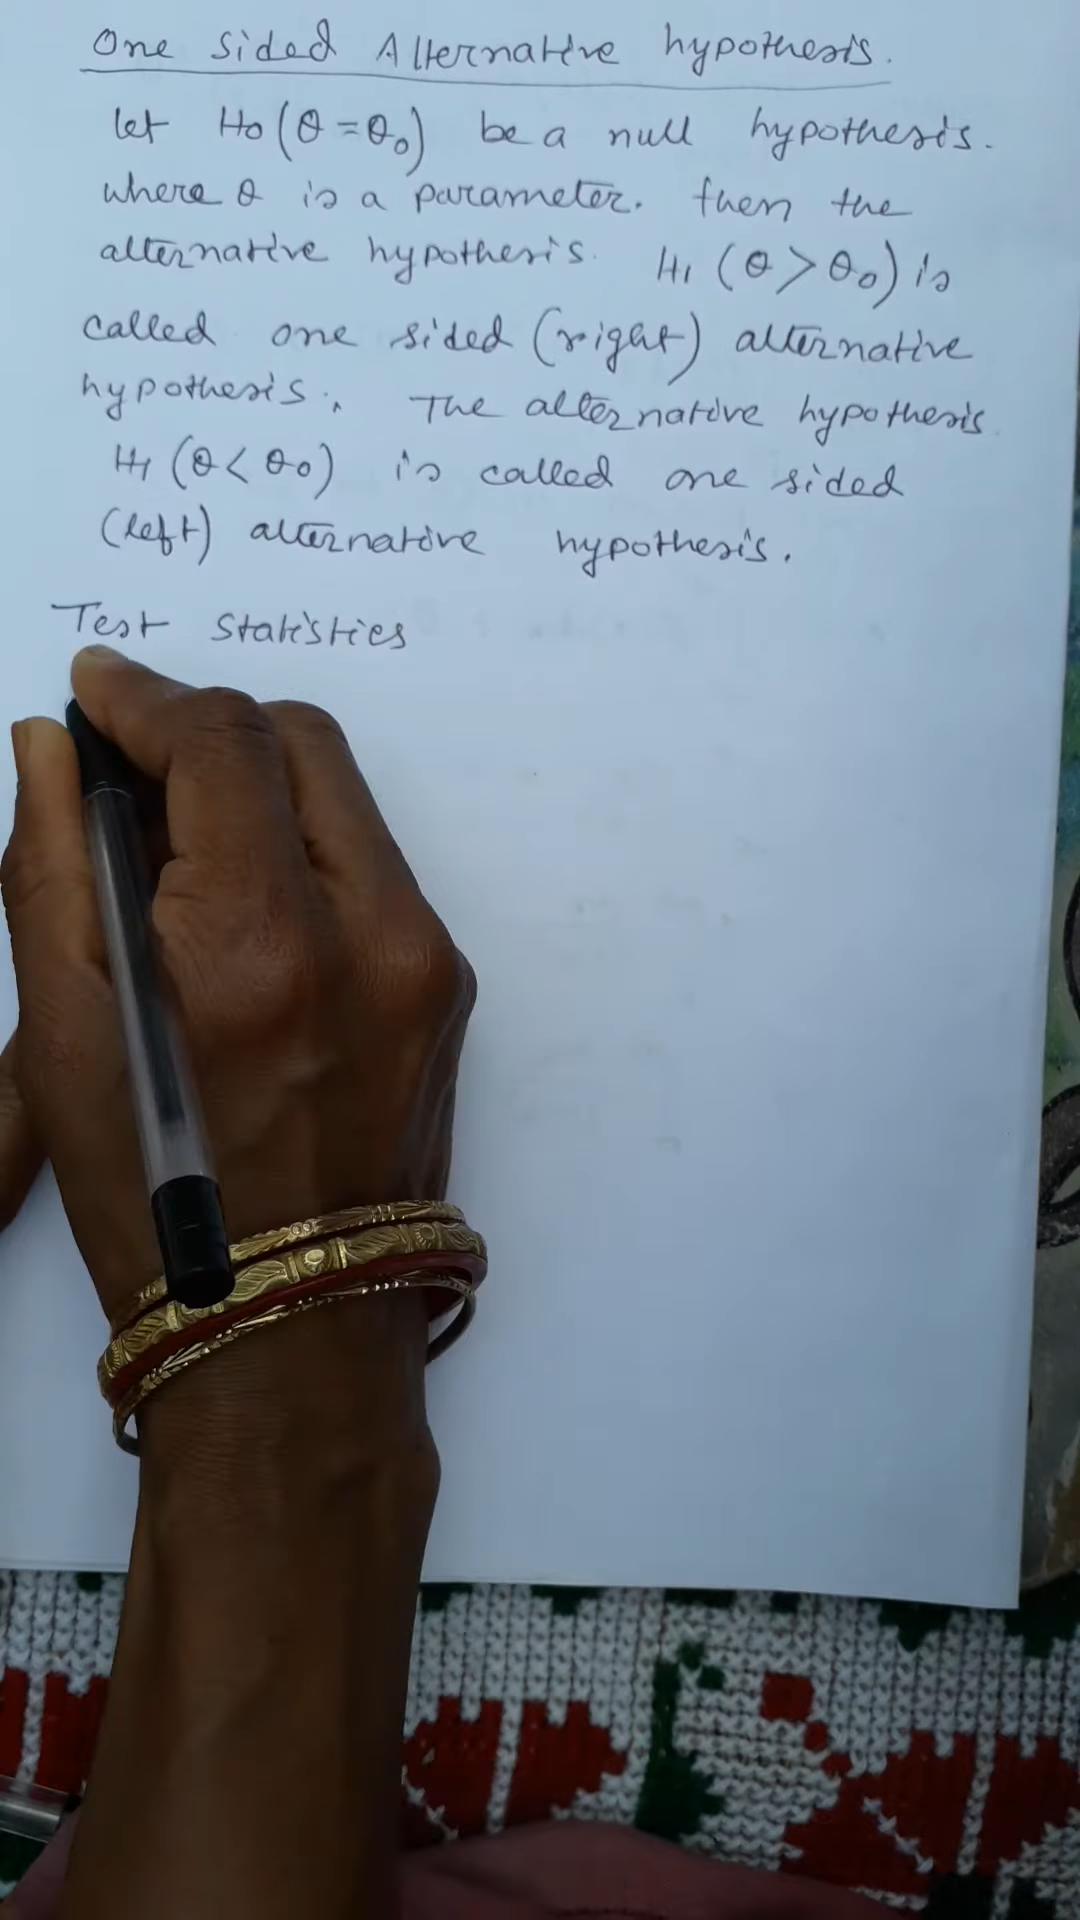 One sided Alternative hypothesis.
let H0 (θ = θ0) be a null hypothesis.
where θ is a parameter. then the
alternative hypothesis. H1 (θ > θ0) is
called one sided (right) alternative
hypothesis. The alternative hypothesis
H1 (θ < θ0) is called one sided
(left) alternative hypothesis.
Test Statistics